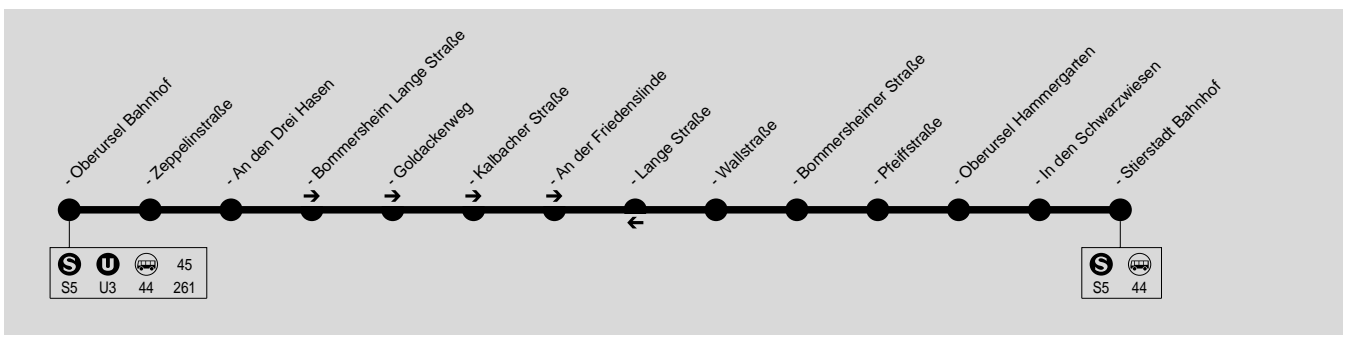 - Oberursel Bahnhof
- Zeppelinstraße
- An den Drei Hasen
- Bommersheim Lange Straße
- Goldackerweg
- Kalbacher Straße
- An der Friedenslinde
- Lange Straße
- Wallstraße
- Bommersheimer Straße
- Pfeiffstraße
- Oberursel Hammergarten
- In den Schwarzwiesen
- Stierstadt Bahnhof
S U 45
S5 U3 44 261
S
S5 44